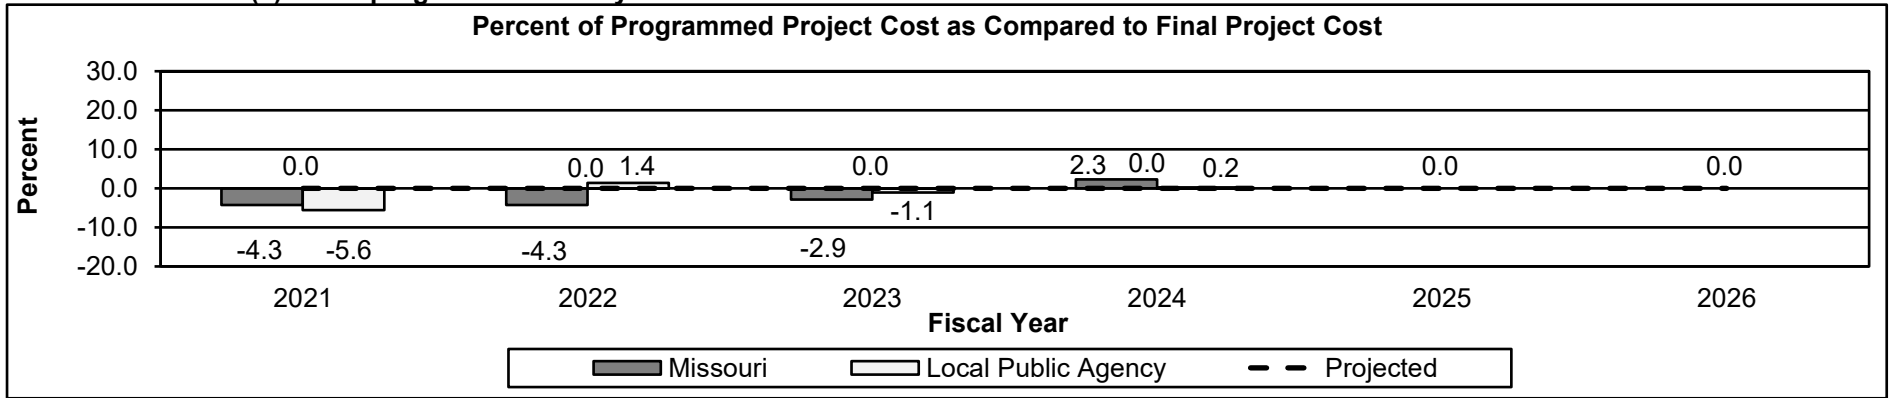 Percent of Programmed Project Cost as Compared to Final Project Cost
Percent
30.0
20.0
10.0
0.0
-10.0
-20.0
0.0
0.0 1.4
0.0
2.3 0.0 0.2
0.0
0.0
-4.3 -5.6
-4.3
-2.9
-1.1
2021 2022 2023 2024 2025 2026
Fiscal Year
Missouri Local Public Agency Projected